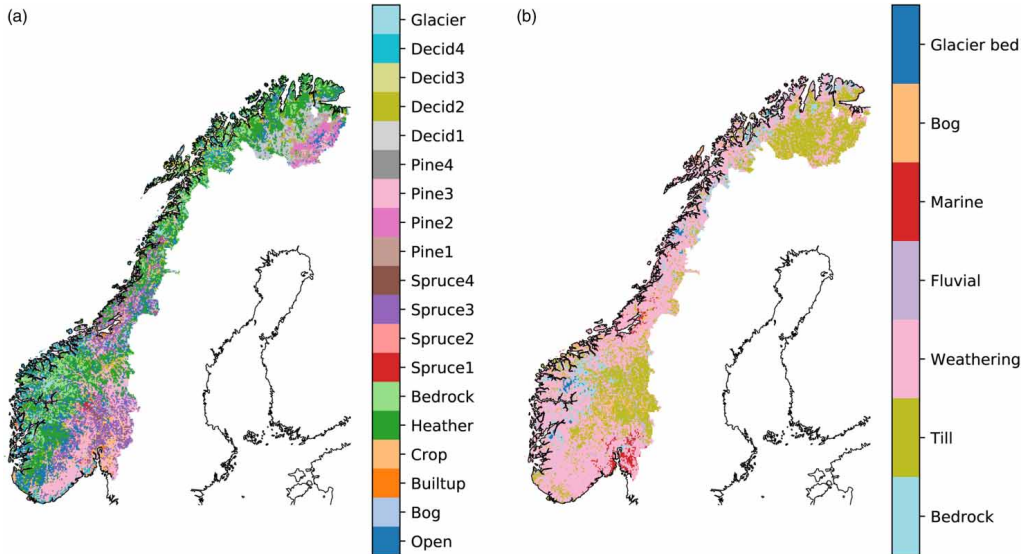 (a)
Glacier
Decid4
Decid3
Decid2
Decid1
Pine4
Pine3
Pine2
Pine1
Spruce4
Spruce3
Spruce2
Spruce1
Bedrock
Heather
Crop
Builtup
Bog
Open
(b)
Glacier bed
Bog
Marine
Fluvial
Weathering
Till
Bedrock